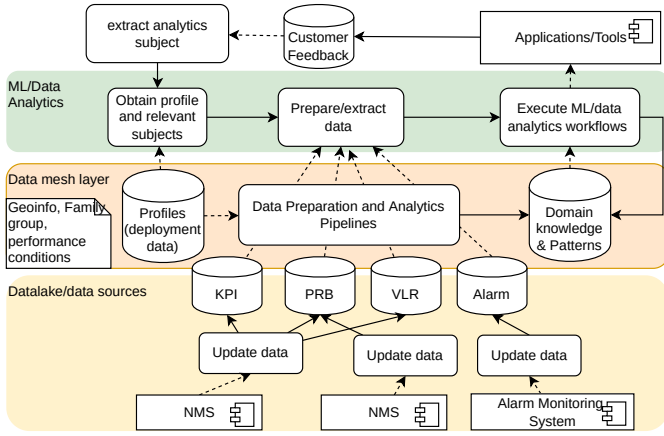 extract analytics
subject
Customer
Feedback
Applications/Tools
ML/Data
Analytics
Obtain profile
and relevant
subjects
Prepare/extract
data
Execute ML/data
analytics workflows
Data mesh layer
Geoinfo, Family
group,
performance
conditions
Profiles
(deployment
data)
Data Preparation and Analytics
Pipelines
Domain
knowledge
& Patterns
Datalake/data sources
KPI
PRB
VLR
Alarm
Update data
Update data
Update data
NMS
NMS
Alarm Monitoring
System